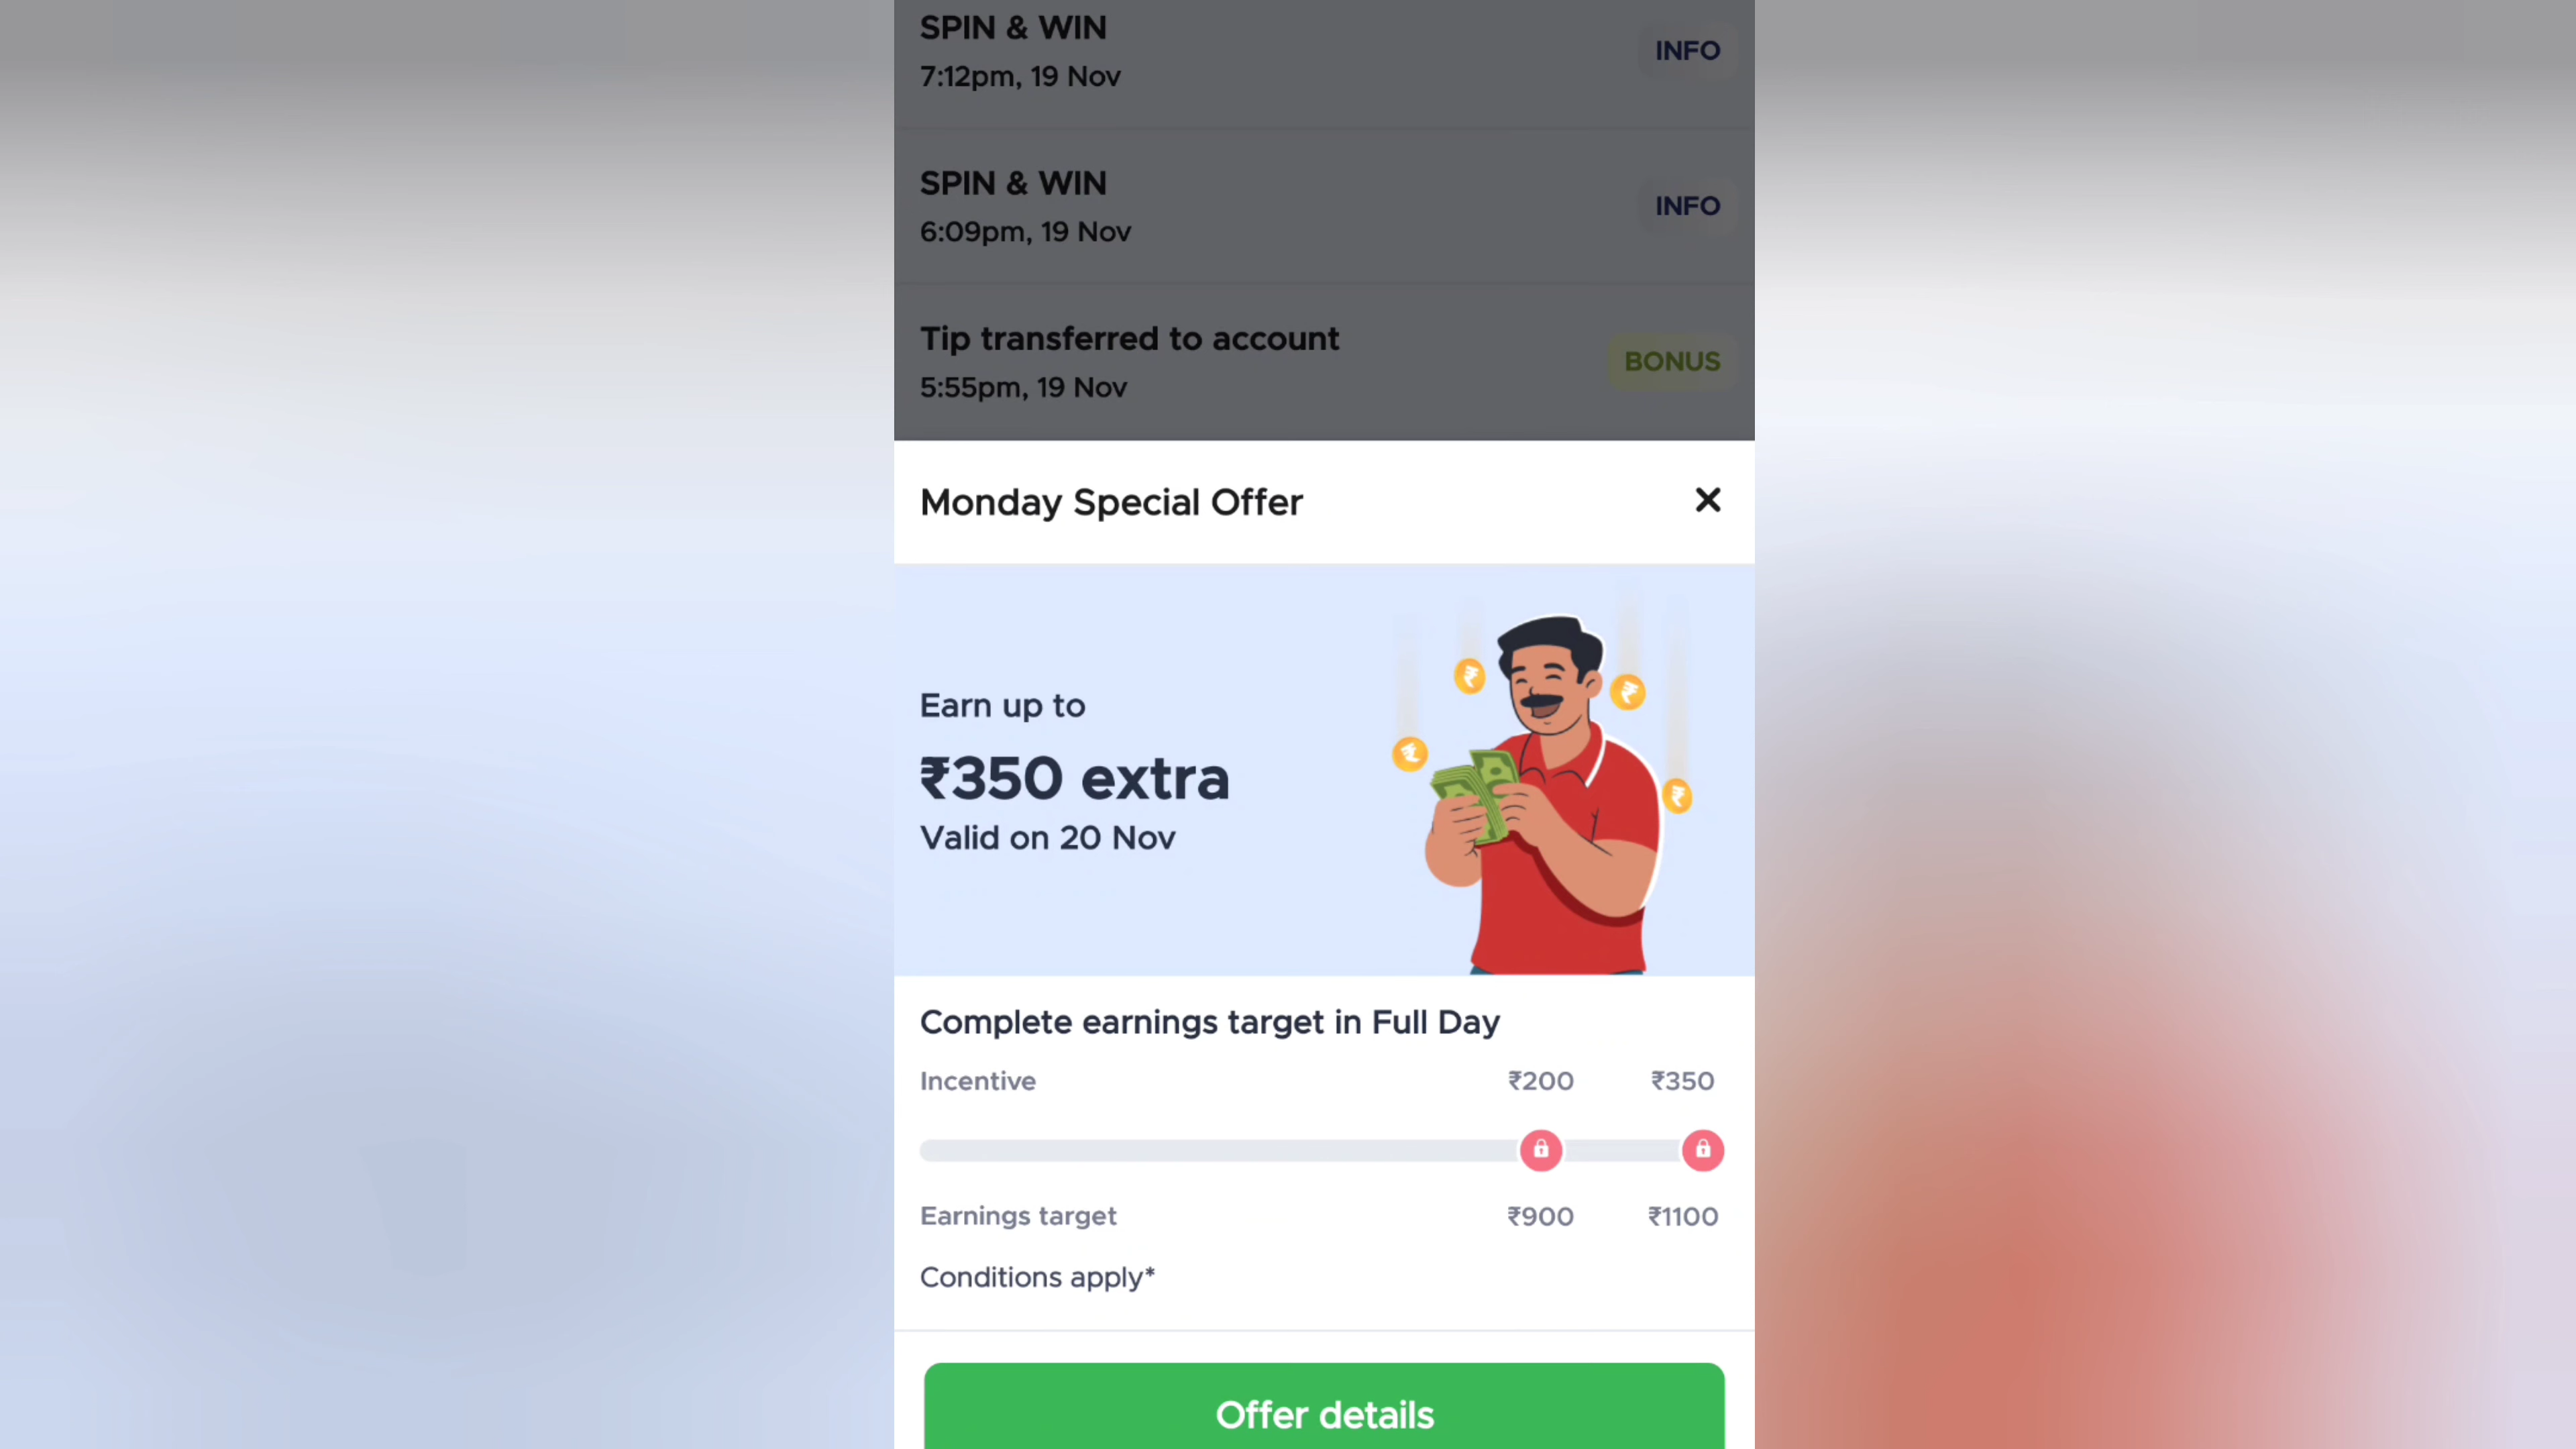 SPIN & WIN
INFO
7:12pm, 19 Nov
SPIN & WIN
INFO
6:09pm, 19 Nov
Tip transferred to account
BONUS
5:55pm, 19 Nov
Monday Special Offer
Earn up to
₹350 extra
Valid on 20 Nov
Complete earnings target in Full Day
Incentive ₹200 ₹350
Earnings target ₹900 ₹1100
Conditions apply*
Offer details